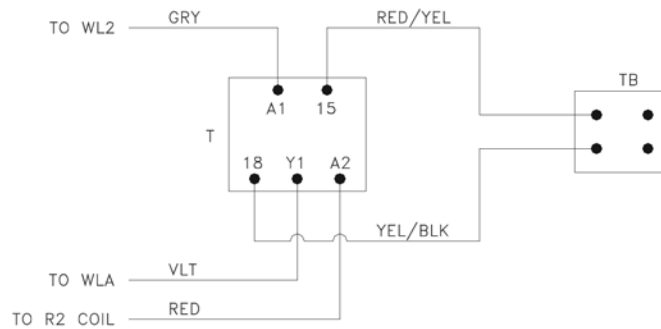 GRY
RED/YEL
TO WL2
TB
A1 15
T
18 Y1 A2
YEL/BLK
VLT
TO WLA
RED
TO R2 COIL